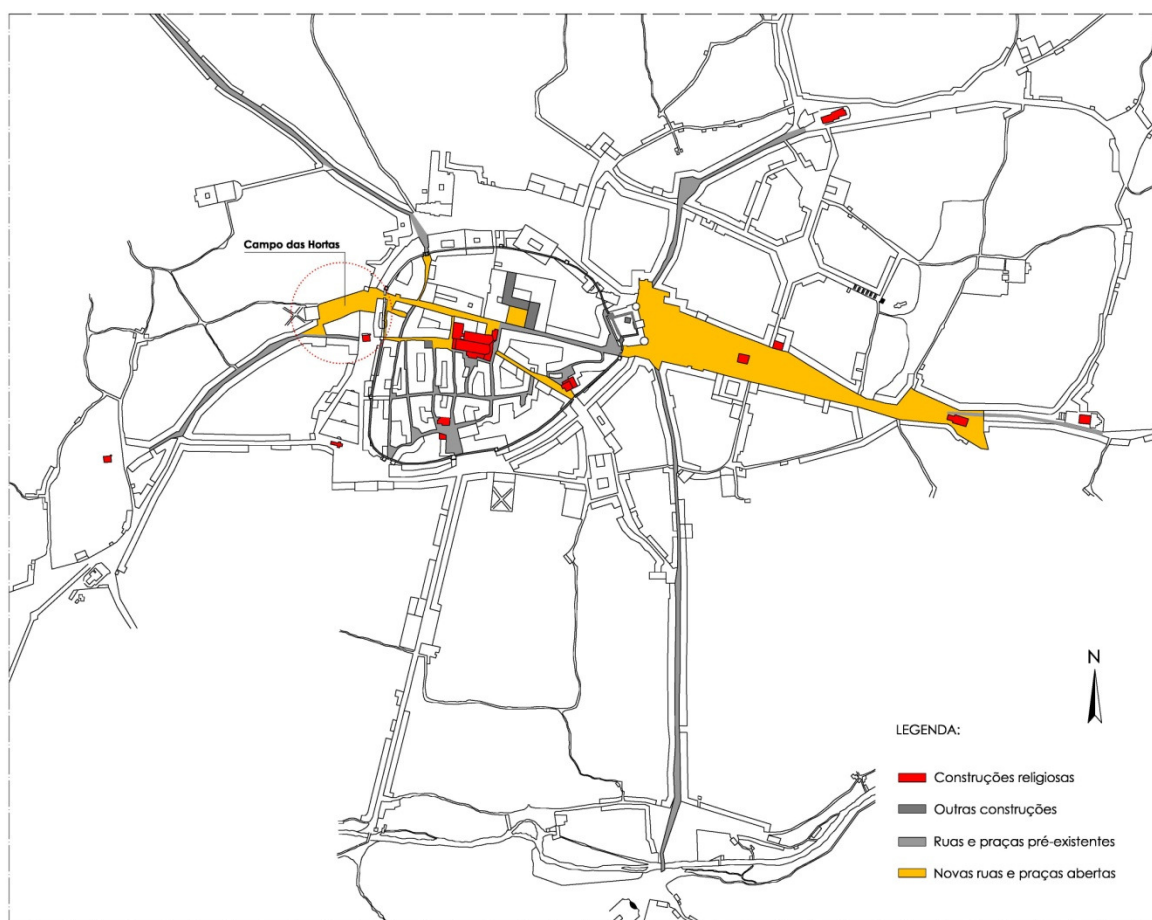 Campo das Hortas
N
LEGENDA:
Construções religiosas
Outras construções
Ruas e praças pré-existentes
Novas ruas e praças abertas